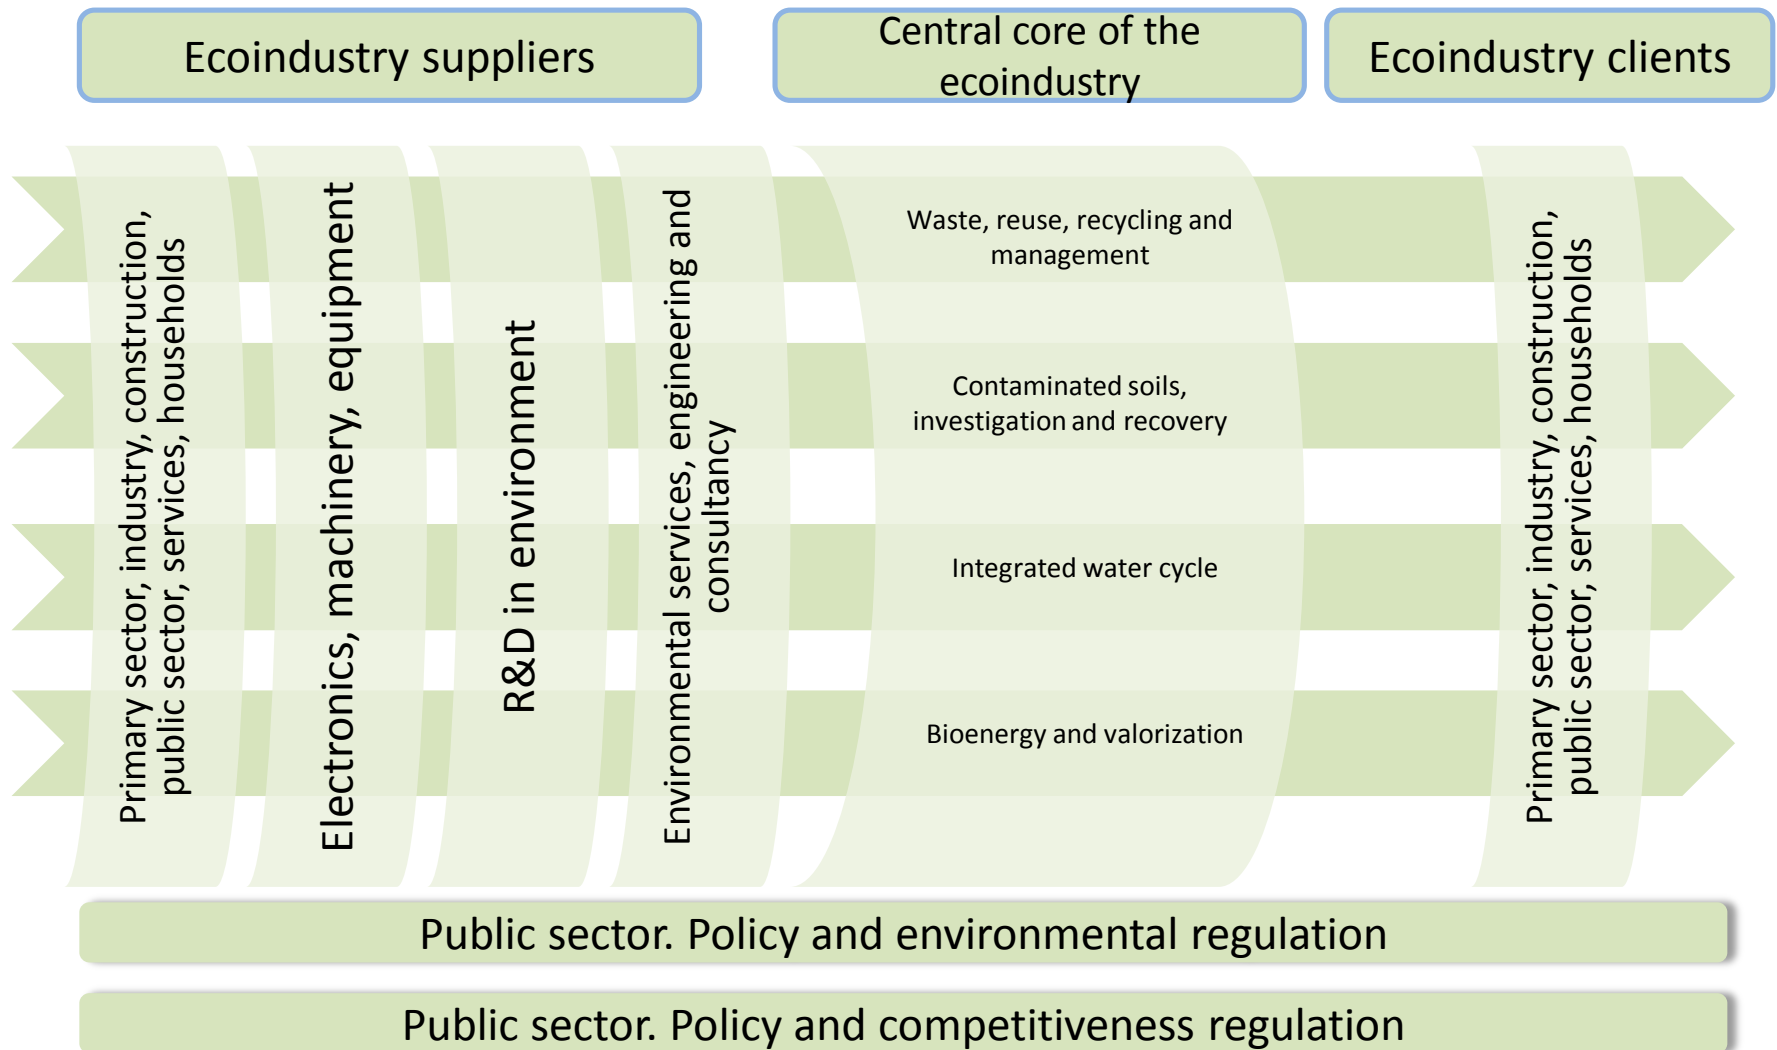 Ecoindustry suppliers
Central core of the
ecoindustry
Ecoindustry clients
Primary sector, industry, construction,
public sector, services, households
Electronics, machinery, equipment
R&D in environment
Environmental services, engineering and
consultancy
Waste, reuse, recycling and
management
Contaminated soils,
investigation and recovery
Integrated water cycle
Bioenergy and valorization
Primary sector, industry, construction,
public sector, services, households
Public sector. Policy and environmental regulation
Public sector. Policy and competitiveness regulation